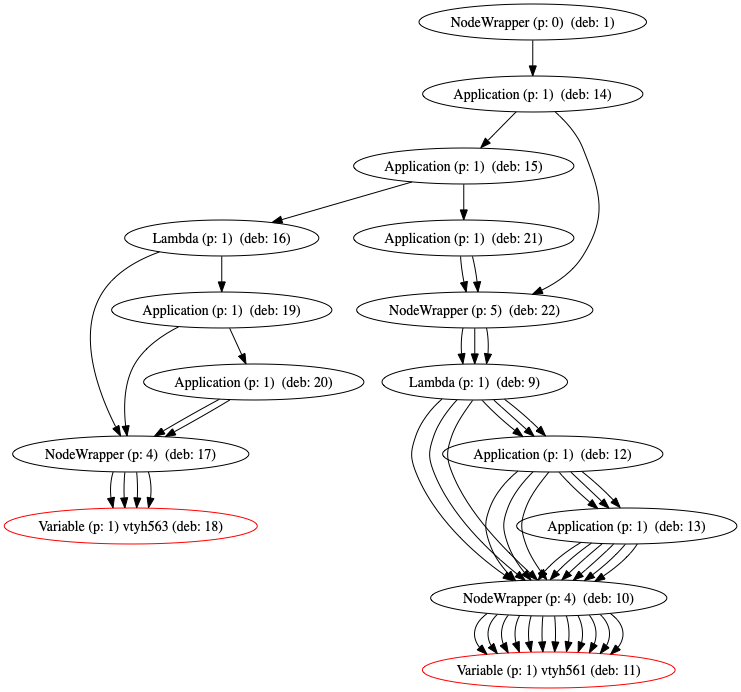 NodeWrapper (p: 0) (deb: 1)
Application (p: 1) (deb: 14)
Application (p: 1) (deb: 15)
Lambda (p: 1) (deb: 16)
Application (p: 1) (deb: 21)
Application (p: 1) (deb: 19)
NodeWrapper (p: 5) (deb: 22)
Application (p: 1) (deb: 20)
Lambda (p: 1) (deb: 9)
NodeWrapper (p: 4) (deb: 17)
Application (p: 1) (deb: 12)
Variable (p: 1) vtyh563 (deb: 18)
Application (p: 1) (deb: 13)
NodeWrapper (p: 4) (deb: 10)
Variable (p: 1) vtyh561 (deb: 11)